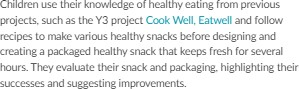 Children use their knowledge of healthy eating from previous
projects, such as the Y3 project Cook Well, Eatwell and follow
recipes to make various healthy snacks before designing and
creating a packaged healthy snack that keeps fresh for several
hours. They evaluate their snack and packaging, highlighting their
successes and suggesting improvements.